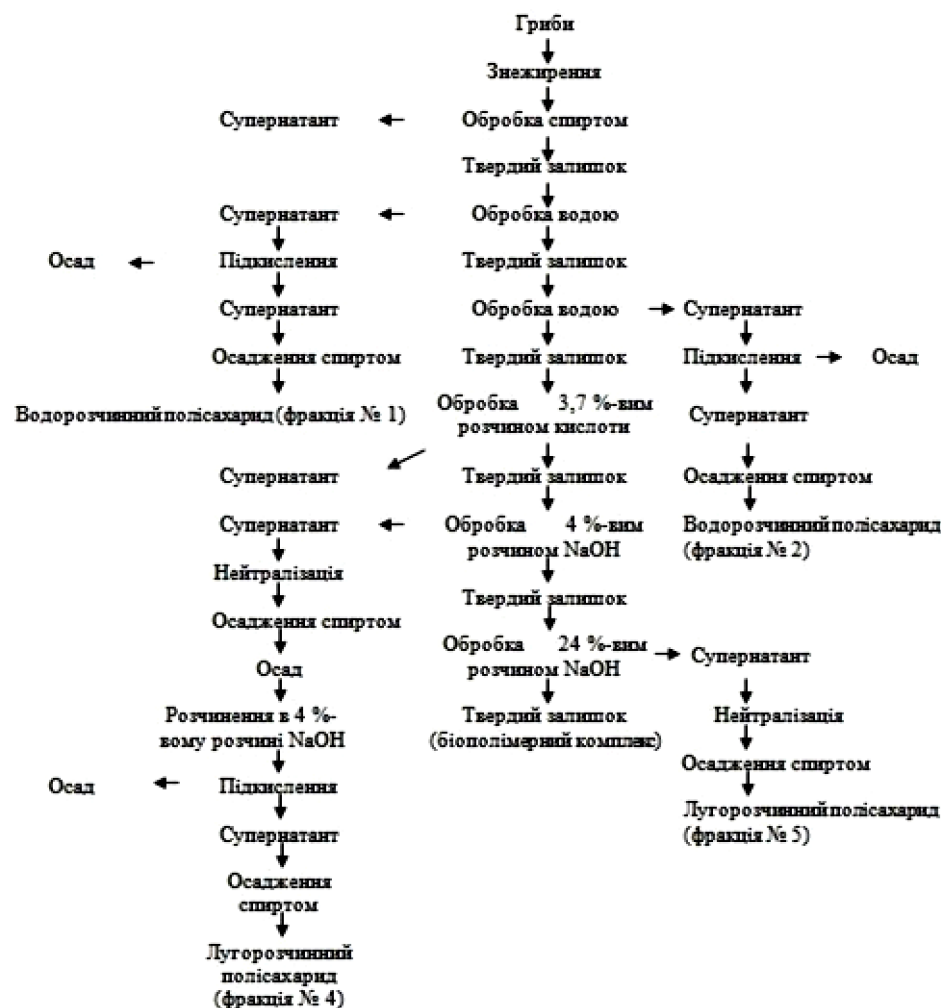 Гриби
Знежирення
Супернатант
Обробка спиртом
Твердий залишок
Супернатант
Обробка водою
Осад
Підкислення
Твердий залишок
Супернатант
Обробка водою
Супернатант
Осадження спиртом
Твердий залишок
Підкислення
Осад
Водорозчинний полісахарид (фракція № 1)
Обробка 3,7 %-вим
розчином кислоти
Супернатант
Супернатант
Твердий залишок
Осадження спиртом
Супернатант
Обробка 4 %-вим
розчином NaOH
Водорозчинний полісахарид
(фракція № 2)
Нейтралізація
Твердий залишок
Осадження спиртом
Обробка 24 %-вим
розчином NaOH
Супернатант
Осад
Розчинення в 4 %-
вому розчині NaOH
Твердий залишок
(біополімерний комплекс)
Нейтралізація
Осад
Підкислення
Осадження спиртом
Супернатант
Лугорозчинний полісахарид
(фракція № 5)
Осадження
спиртом
Лугорозчинний
полісахарид
(фракція № 4)